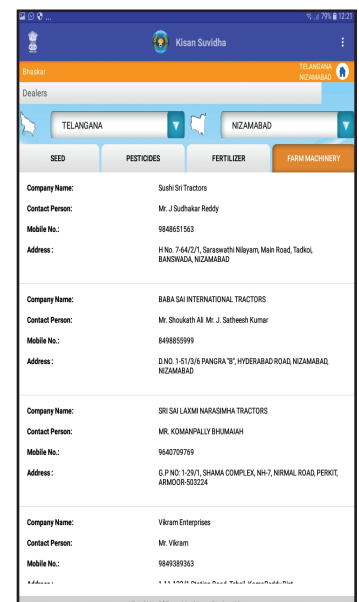 79% 12:21
Kisan Suvidha
Bhaskar
TELANGANA
NIZAMABAD
Dealers
TELANGANA NIZAMABAD
SEED PESTICIDES FERTILIZER FARM MACHINERY
Company Name: Sushi Sri Tractors
Contact Person: Mr. J Sudhakar Reddy
Mobile No.: 9848651563
Address : H No. 7-64/2/1, Saraswathi Nilayam, Main Road, Tadkoi,
BANSWADA, NIZAMABAD
Company Name: BABA SAI INTERNATIONAL TRACTORS
Contact Person: Mr. Shoukath Ali Mr. J. Satheesh Kumar
Mobile No.: 8498855999
Address : D.NO. 1-51/3/6 PANGRA "B", HYDERABAD ROAD, NIZAMABAD,
NIZAMABAD
Company Name: SRI SAI LAXMI NARASIMHA TRACTORS
Contact Person: MR. KOMANPALLY BHUMAIAH
Mobile No.: 9640709769
Address : G.P NO: 1-29/1, SHAMA COMPLEX, NH-7, NIRMAL ROAD, PERKIT,
ARMOOR-503224
Company Name: Vikram Enterprises
Contact Person: Mr. Vikram
Mobile No.: 9849389363